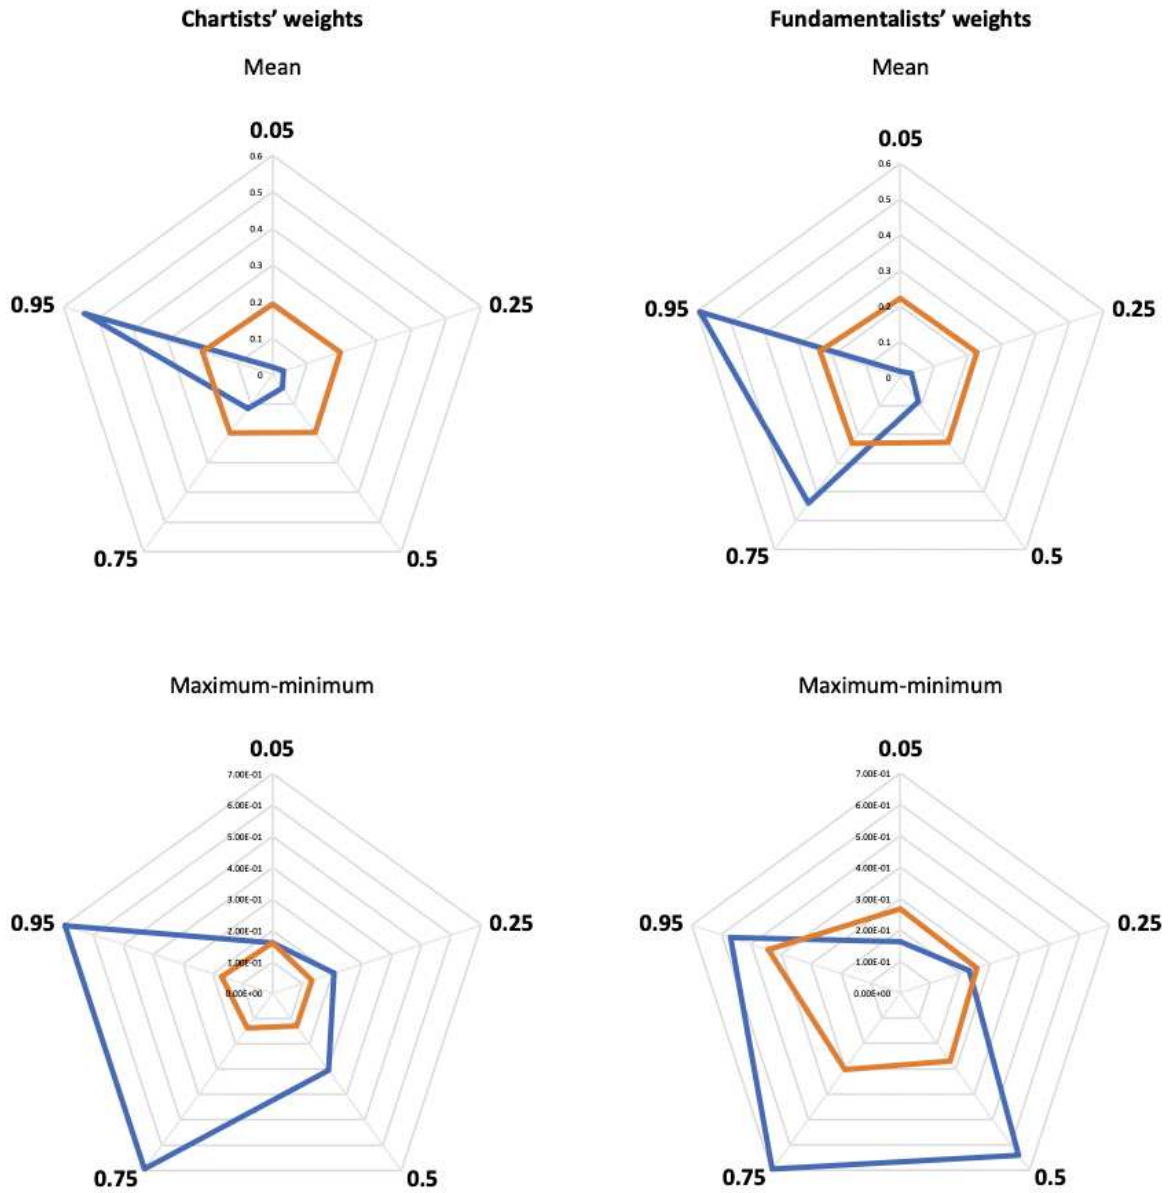 Chartists' weights
Fundamentalists' weights
Mean
Mean
0.05
0.6
0.5
0.4
0.3
0.2
0.1
0
0.95
0.25
0.75
0.5
0.05
0.6
0.5
0.4
0.3
0.2
0.1
0
0.95
0.25
0.75
0.5
Maximum-minimum
Maximum-minimum
0.05
7.00E-01
6.00E-01
5.00E-01
4.00E-01
3.00E-01
2.00E-01
1.00E-01
0.00E+00
0.95
0.25
0.75
0.5
0.05
7.00E-01
6.00E-01
5.00E-01
4.00E-01
3.00E-01
2.00E-01
1.00E-01
0.00E+00
0.95
0.25
0.75
0.5